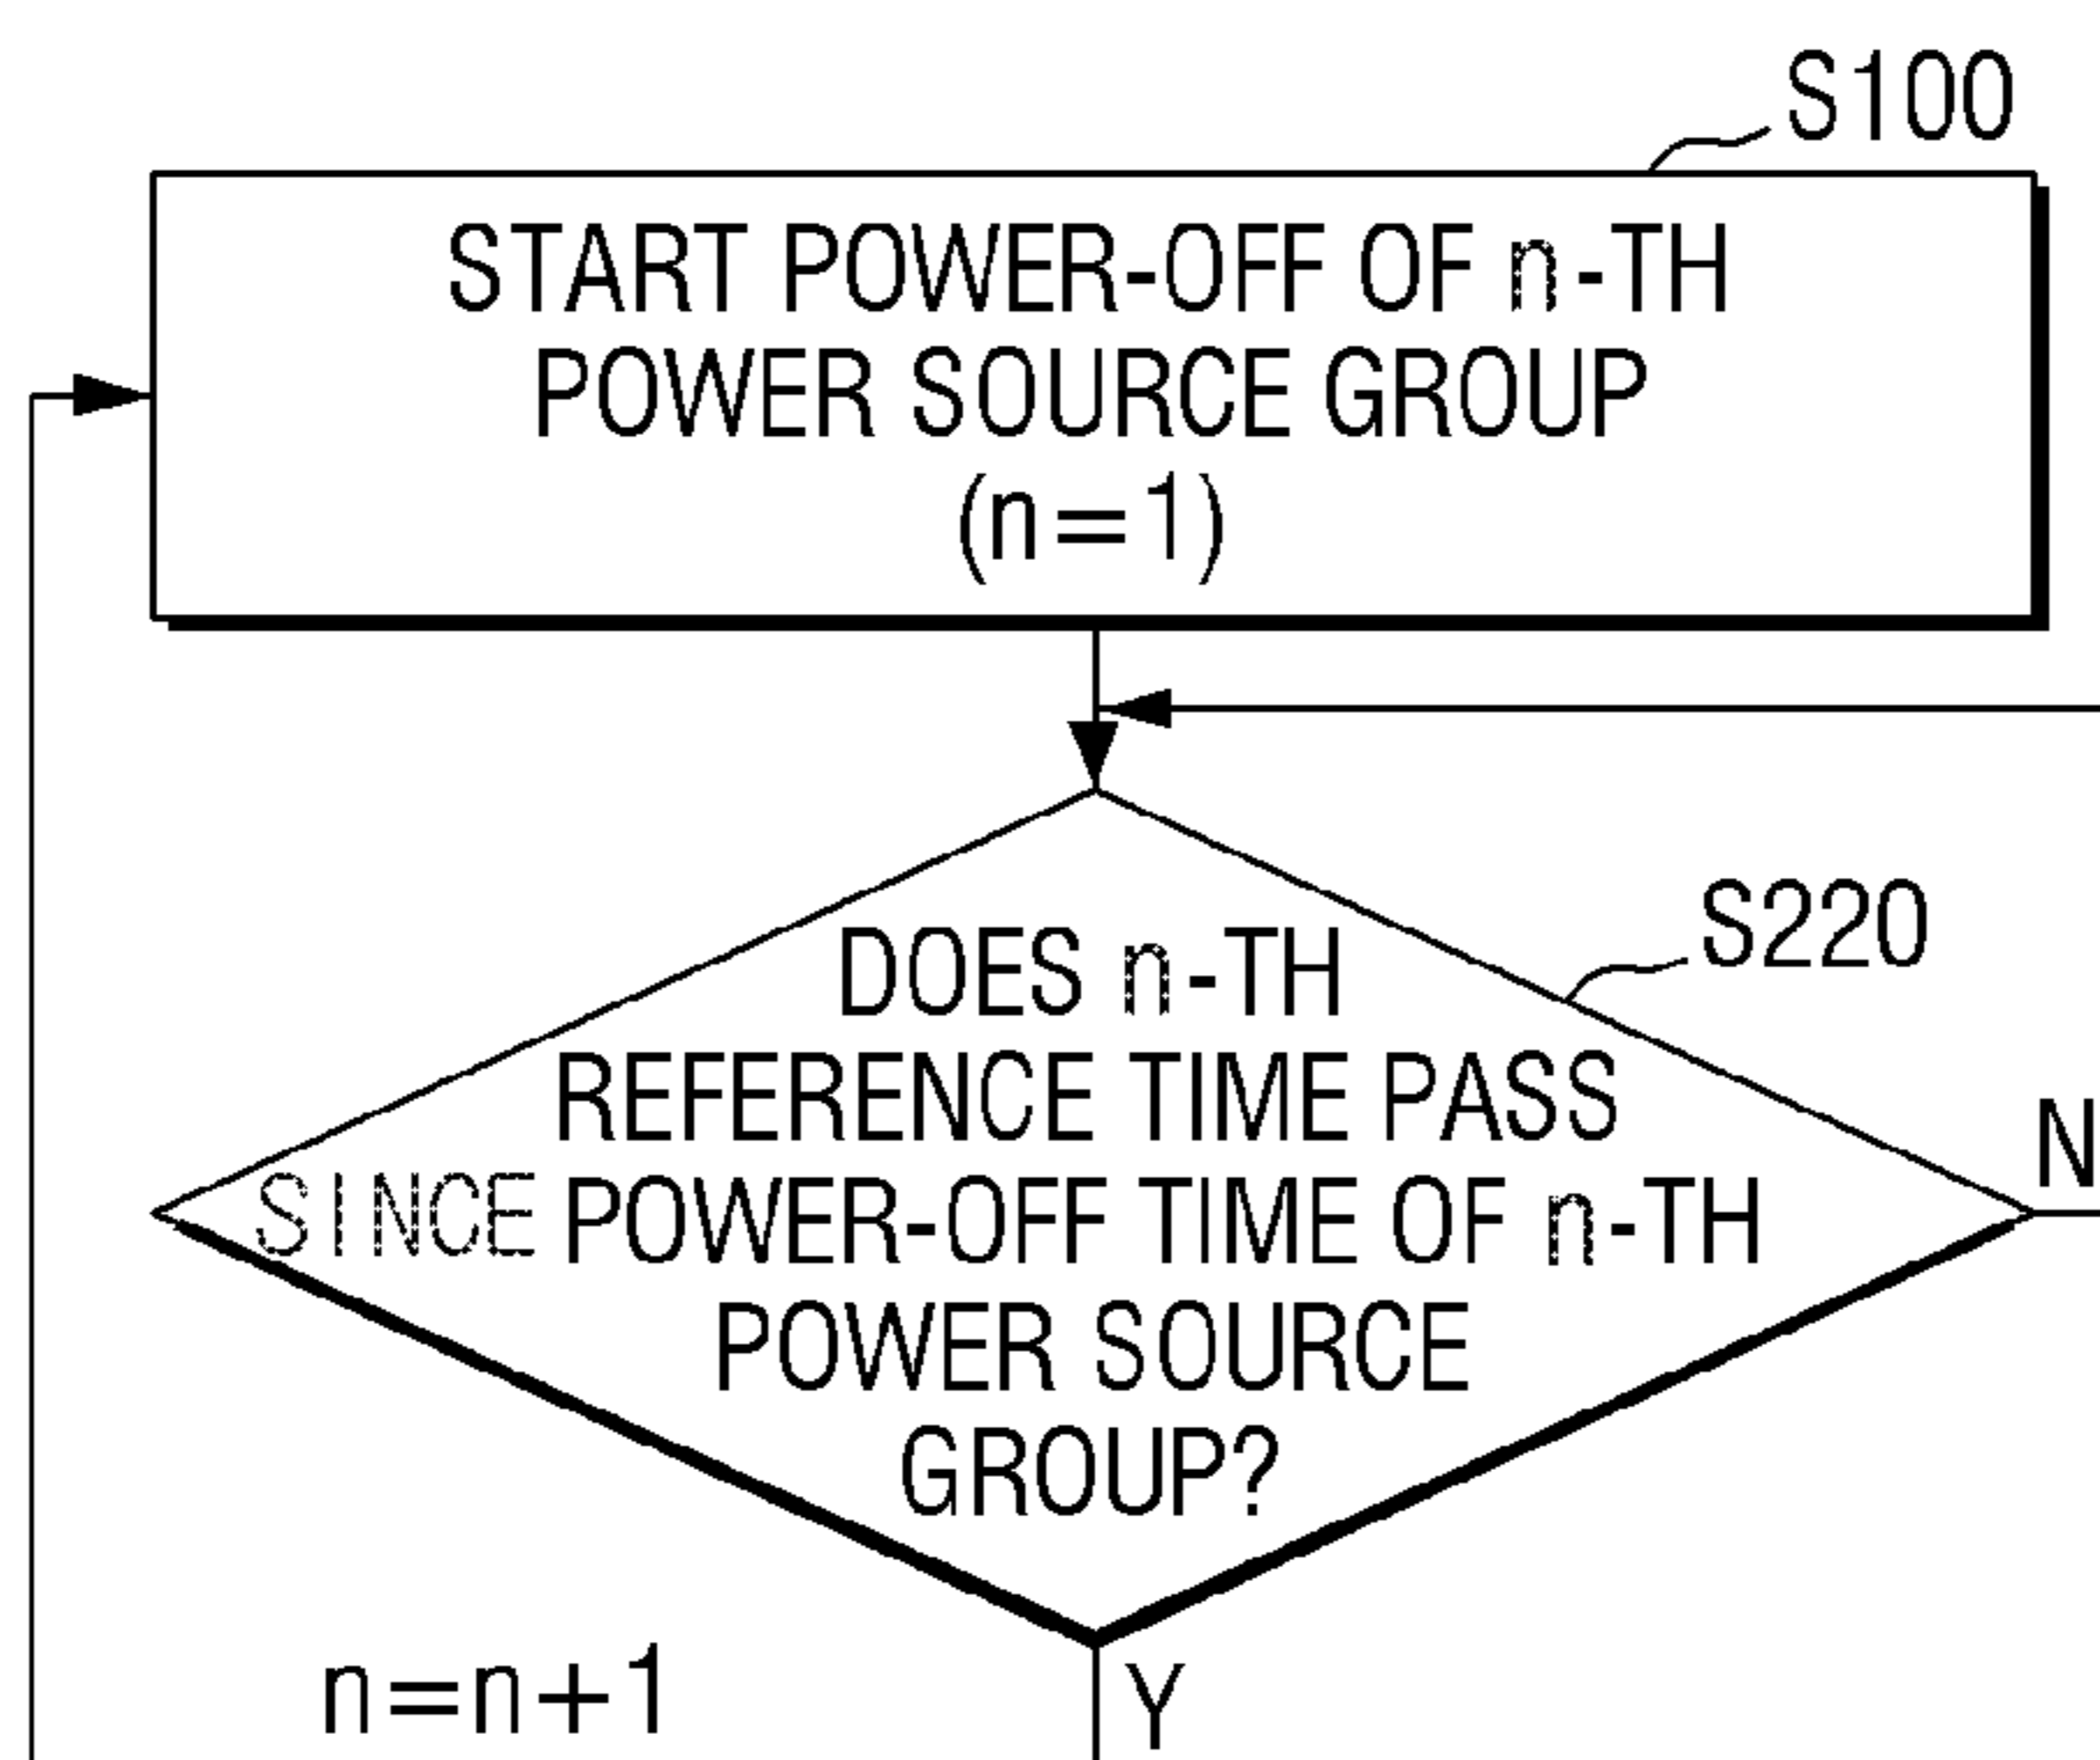 S100
START POWER-OFF OF n-TH
POWER SOURCE GROUP
(n=1)
S220
DOES n-TH
REFERENCE TIME PASS
SINCE POWER-OFF TIME OF n-TH
POWER SOURCE
GROUP?
N
n=n+1
Y